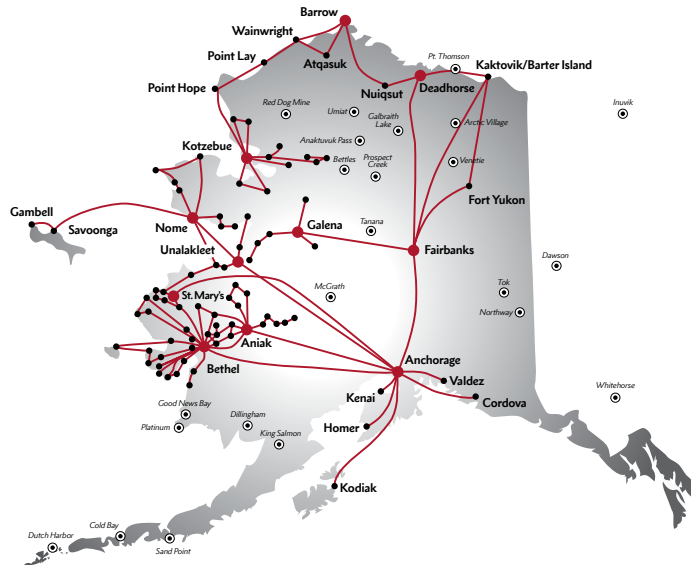 Barrow
Wainwright
Point Lay
Atqasuk
Pt. Thomson
Kaktovik/Barter Island
Point Hope
Nuiqsut
Deadhorse
Red Dog Mine
Umiat
Galbraith
Lake
Arctic Village
Inuvik
Kotzebue
Anaktuvuk Pass
Bettles
Prospect
Creek
Venetie
Fort Yukon
Gambell
Savoonga
Nome
Galena
Tanana
Unalakleet
Fairbanks
Dawson
St. Mary's
McGrath
Tok
Northway
Aniak
Bethel
Anchorage
Valdez
Kenai
Cordova
Whitehorse
Good News Bay
Platinum
Dillingham
King Salmon
Homer
Kodiak
Cold Bay
Dutch Harbor
Sand Point